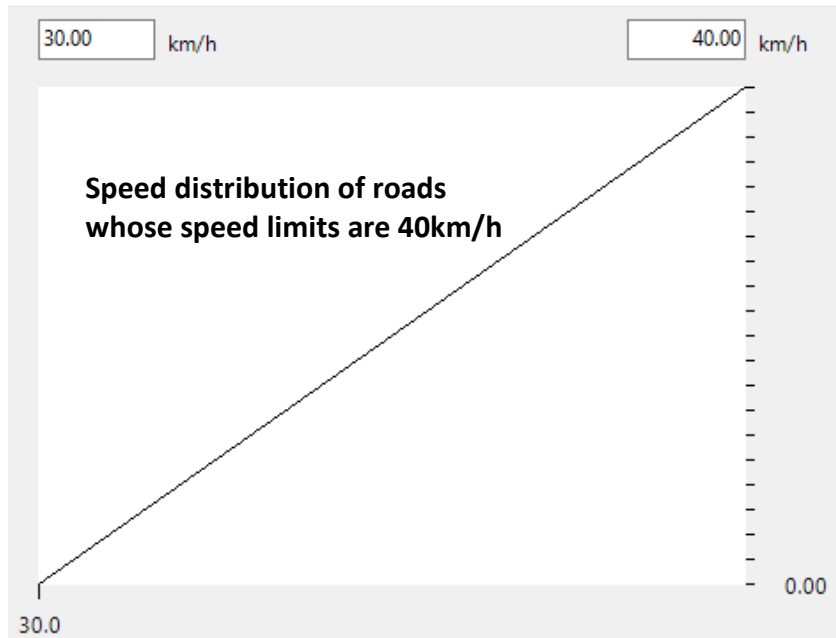 30.00 km/h 40.00 km/h
Speed distribution of roads
whose speed limits are 40km/h
0.00
30.0